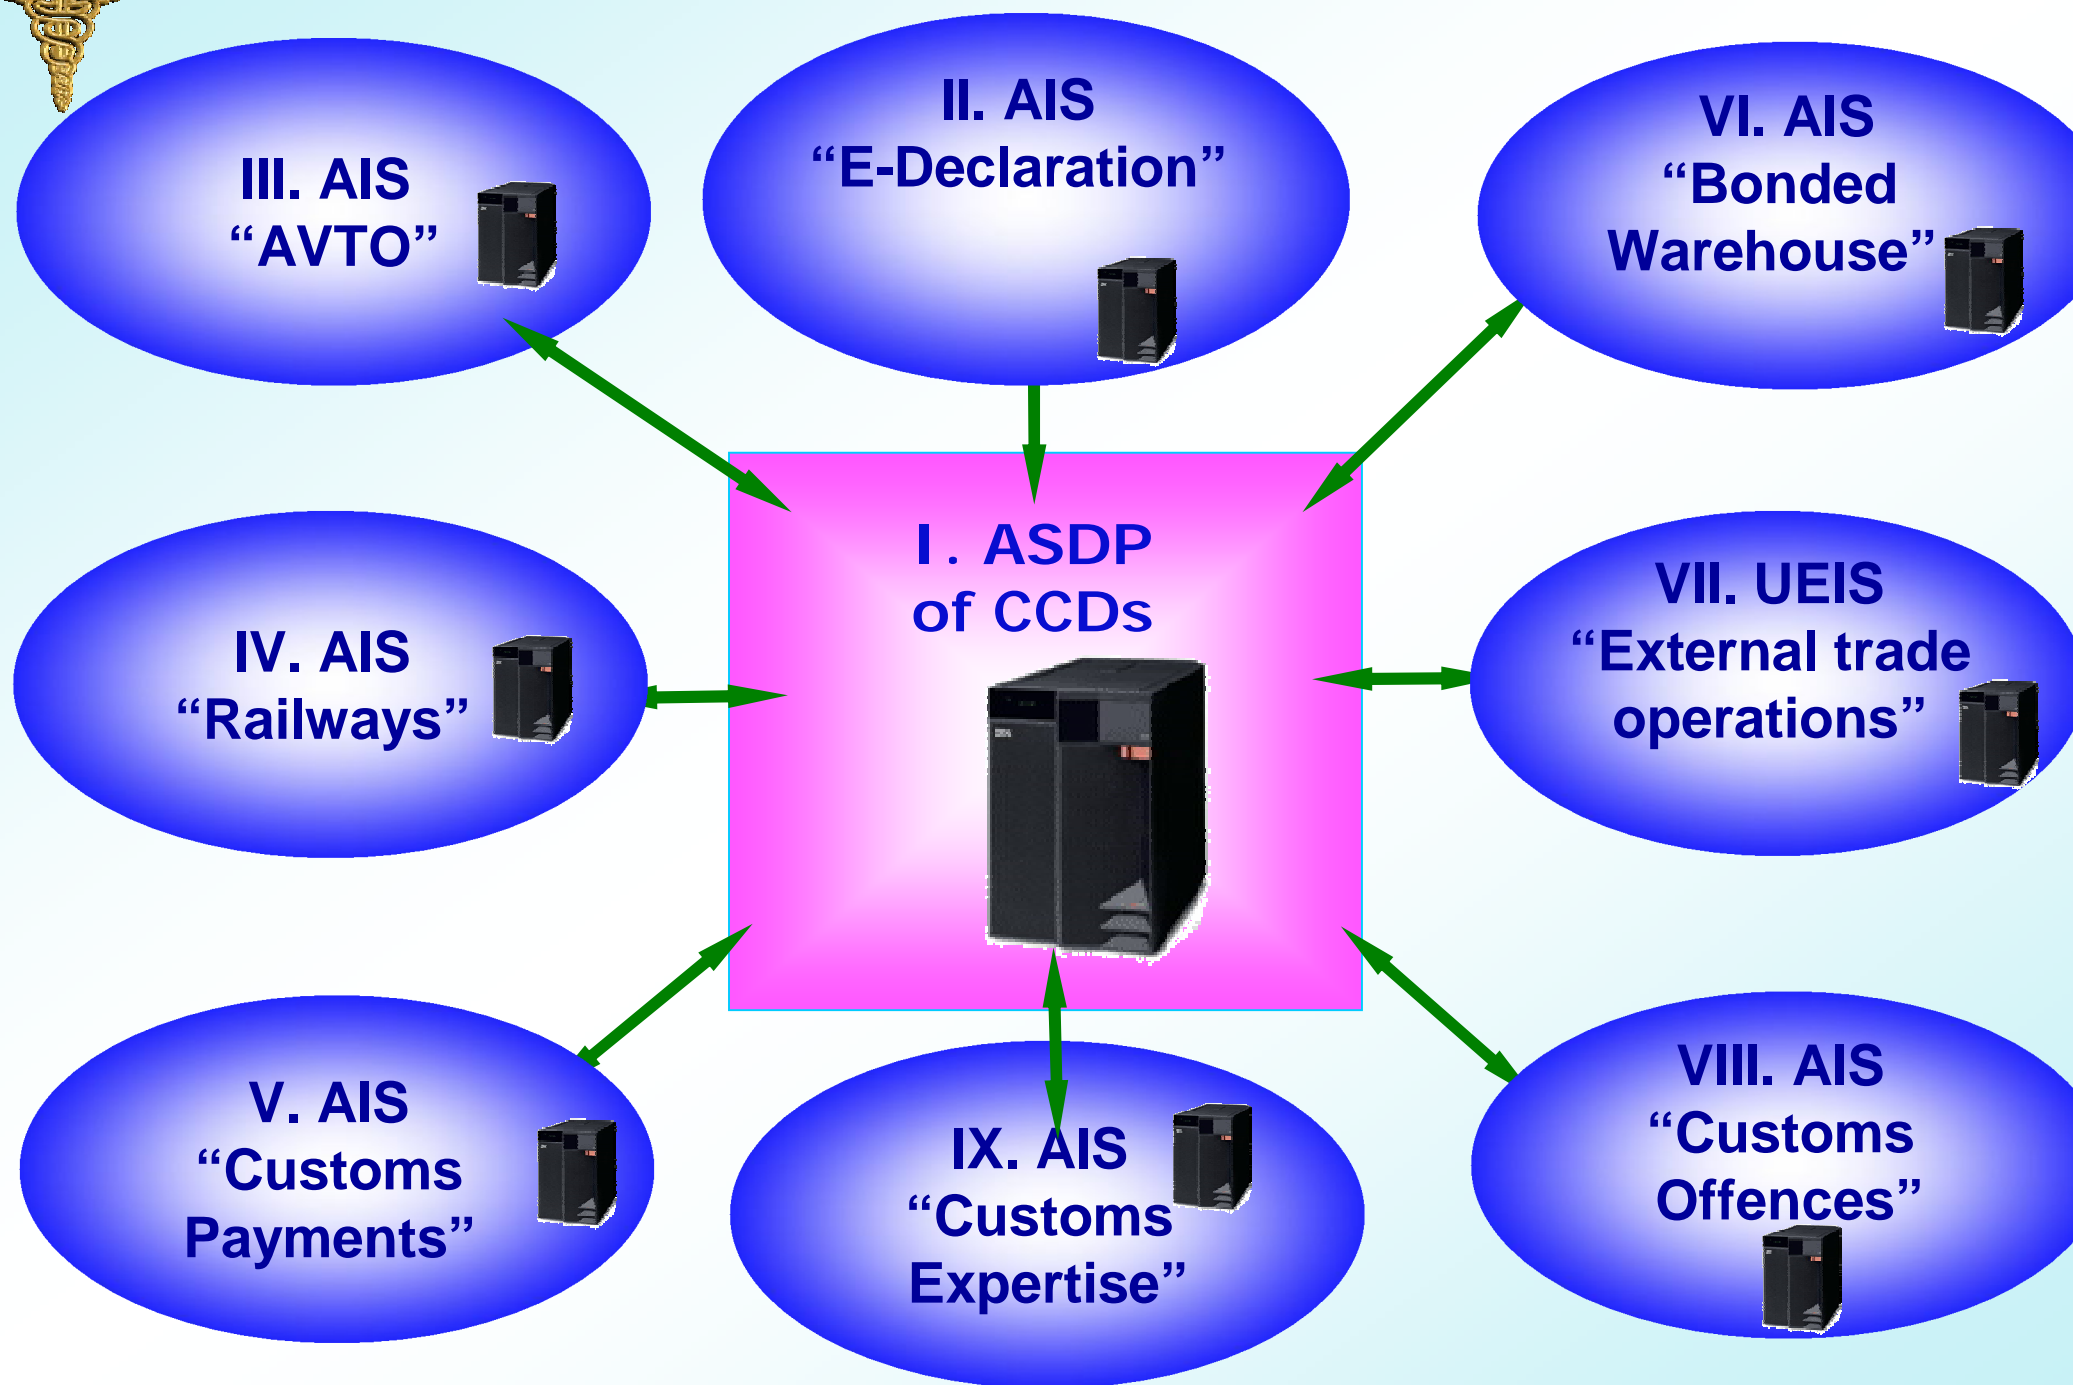 III. AIS
“AVTO”
II. AIS
“E-Declaration”
VI. AIS
“Bonded
Warehouse”
I. ASDP
of CCDs
IV. AIS
“Railways”
VII. UEIS
“External trade
operations”
V. AIS
“Customs
Payments”
IX. AIS
“Customs
Expertise”
VIII. AIS
“Customs
Offences”